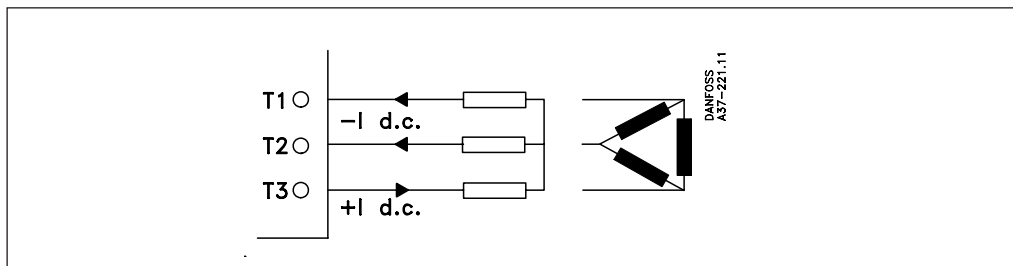 T1
-I d.c.
T2
T3
+I d.c.
DANFOSS
A37-221.11